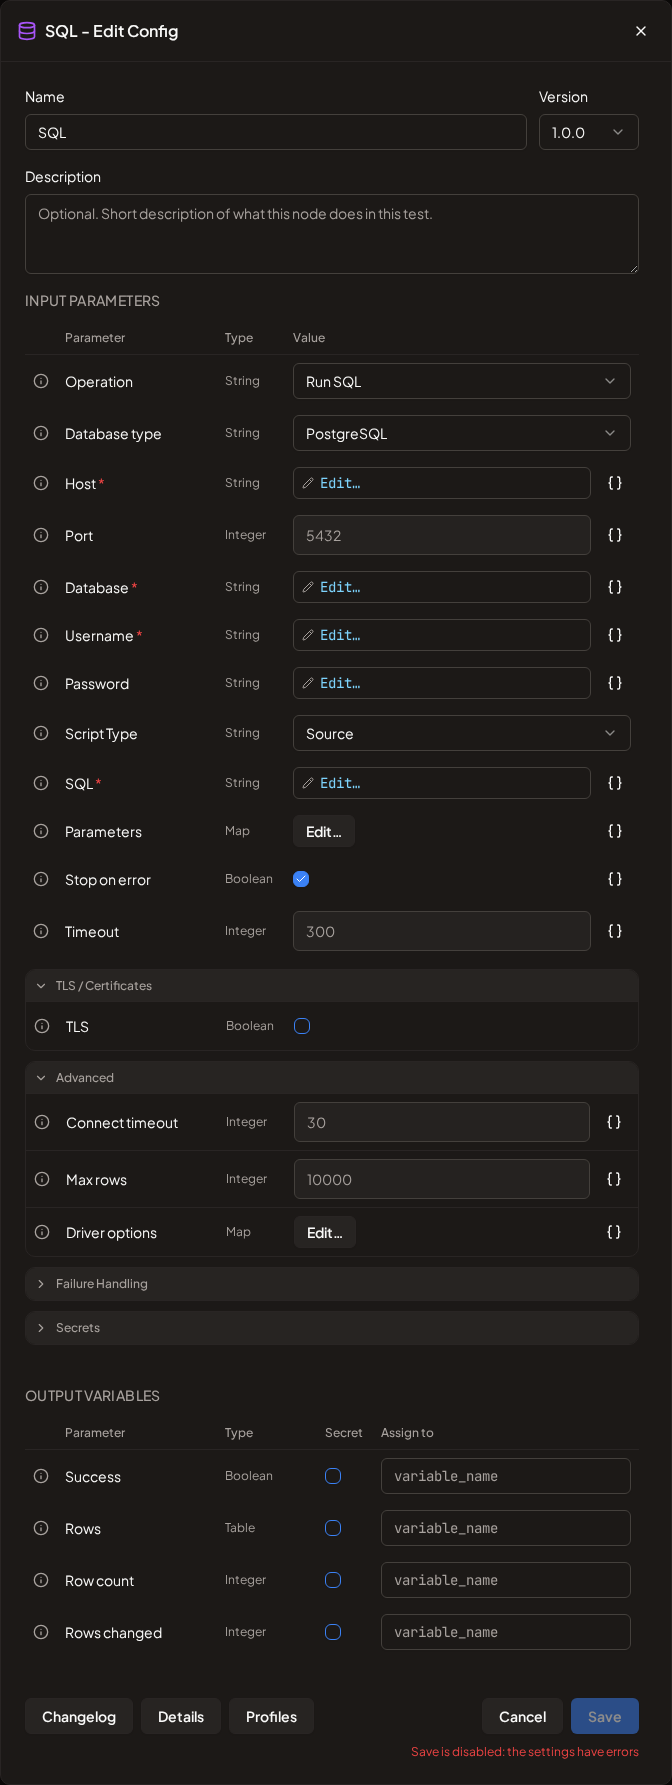 SQL - Edit Config
Name
Version
SQL
1.0.0
Description
Optional. Short description of what this node does in this test.
INPUT PARAMETERS
Parameter Type Value
Operation String Run SQL
Database type String PostgreSQL
Host * String Edit… {}
Port Integer 5432 {}
Database * String Edit… {}
Username * String Edit… {}
Password String Edit… {}
Script Type String Source
SQL * String Edit… {}
Parameters Map Edit… {}
Stop on error Boolean {}
Timeout Integer 300 {}
TLS / Certificates
TLS Boolean
Advanced
Connect timeout Integer 30 {}
Max rows Integer 10000 {}
Driver options Map Edit… {}
Failure Handling
Secrets
OUTPUT VARIABLES
Parameter Type Secret Assign to
Success Boolean variable_name
Rows Table variable_name
Row count Integer variable_name
Rows changed Integer variable_name
Changelog Details Profiles Cancel Save
Save is disabled: the settings have errors